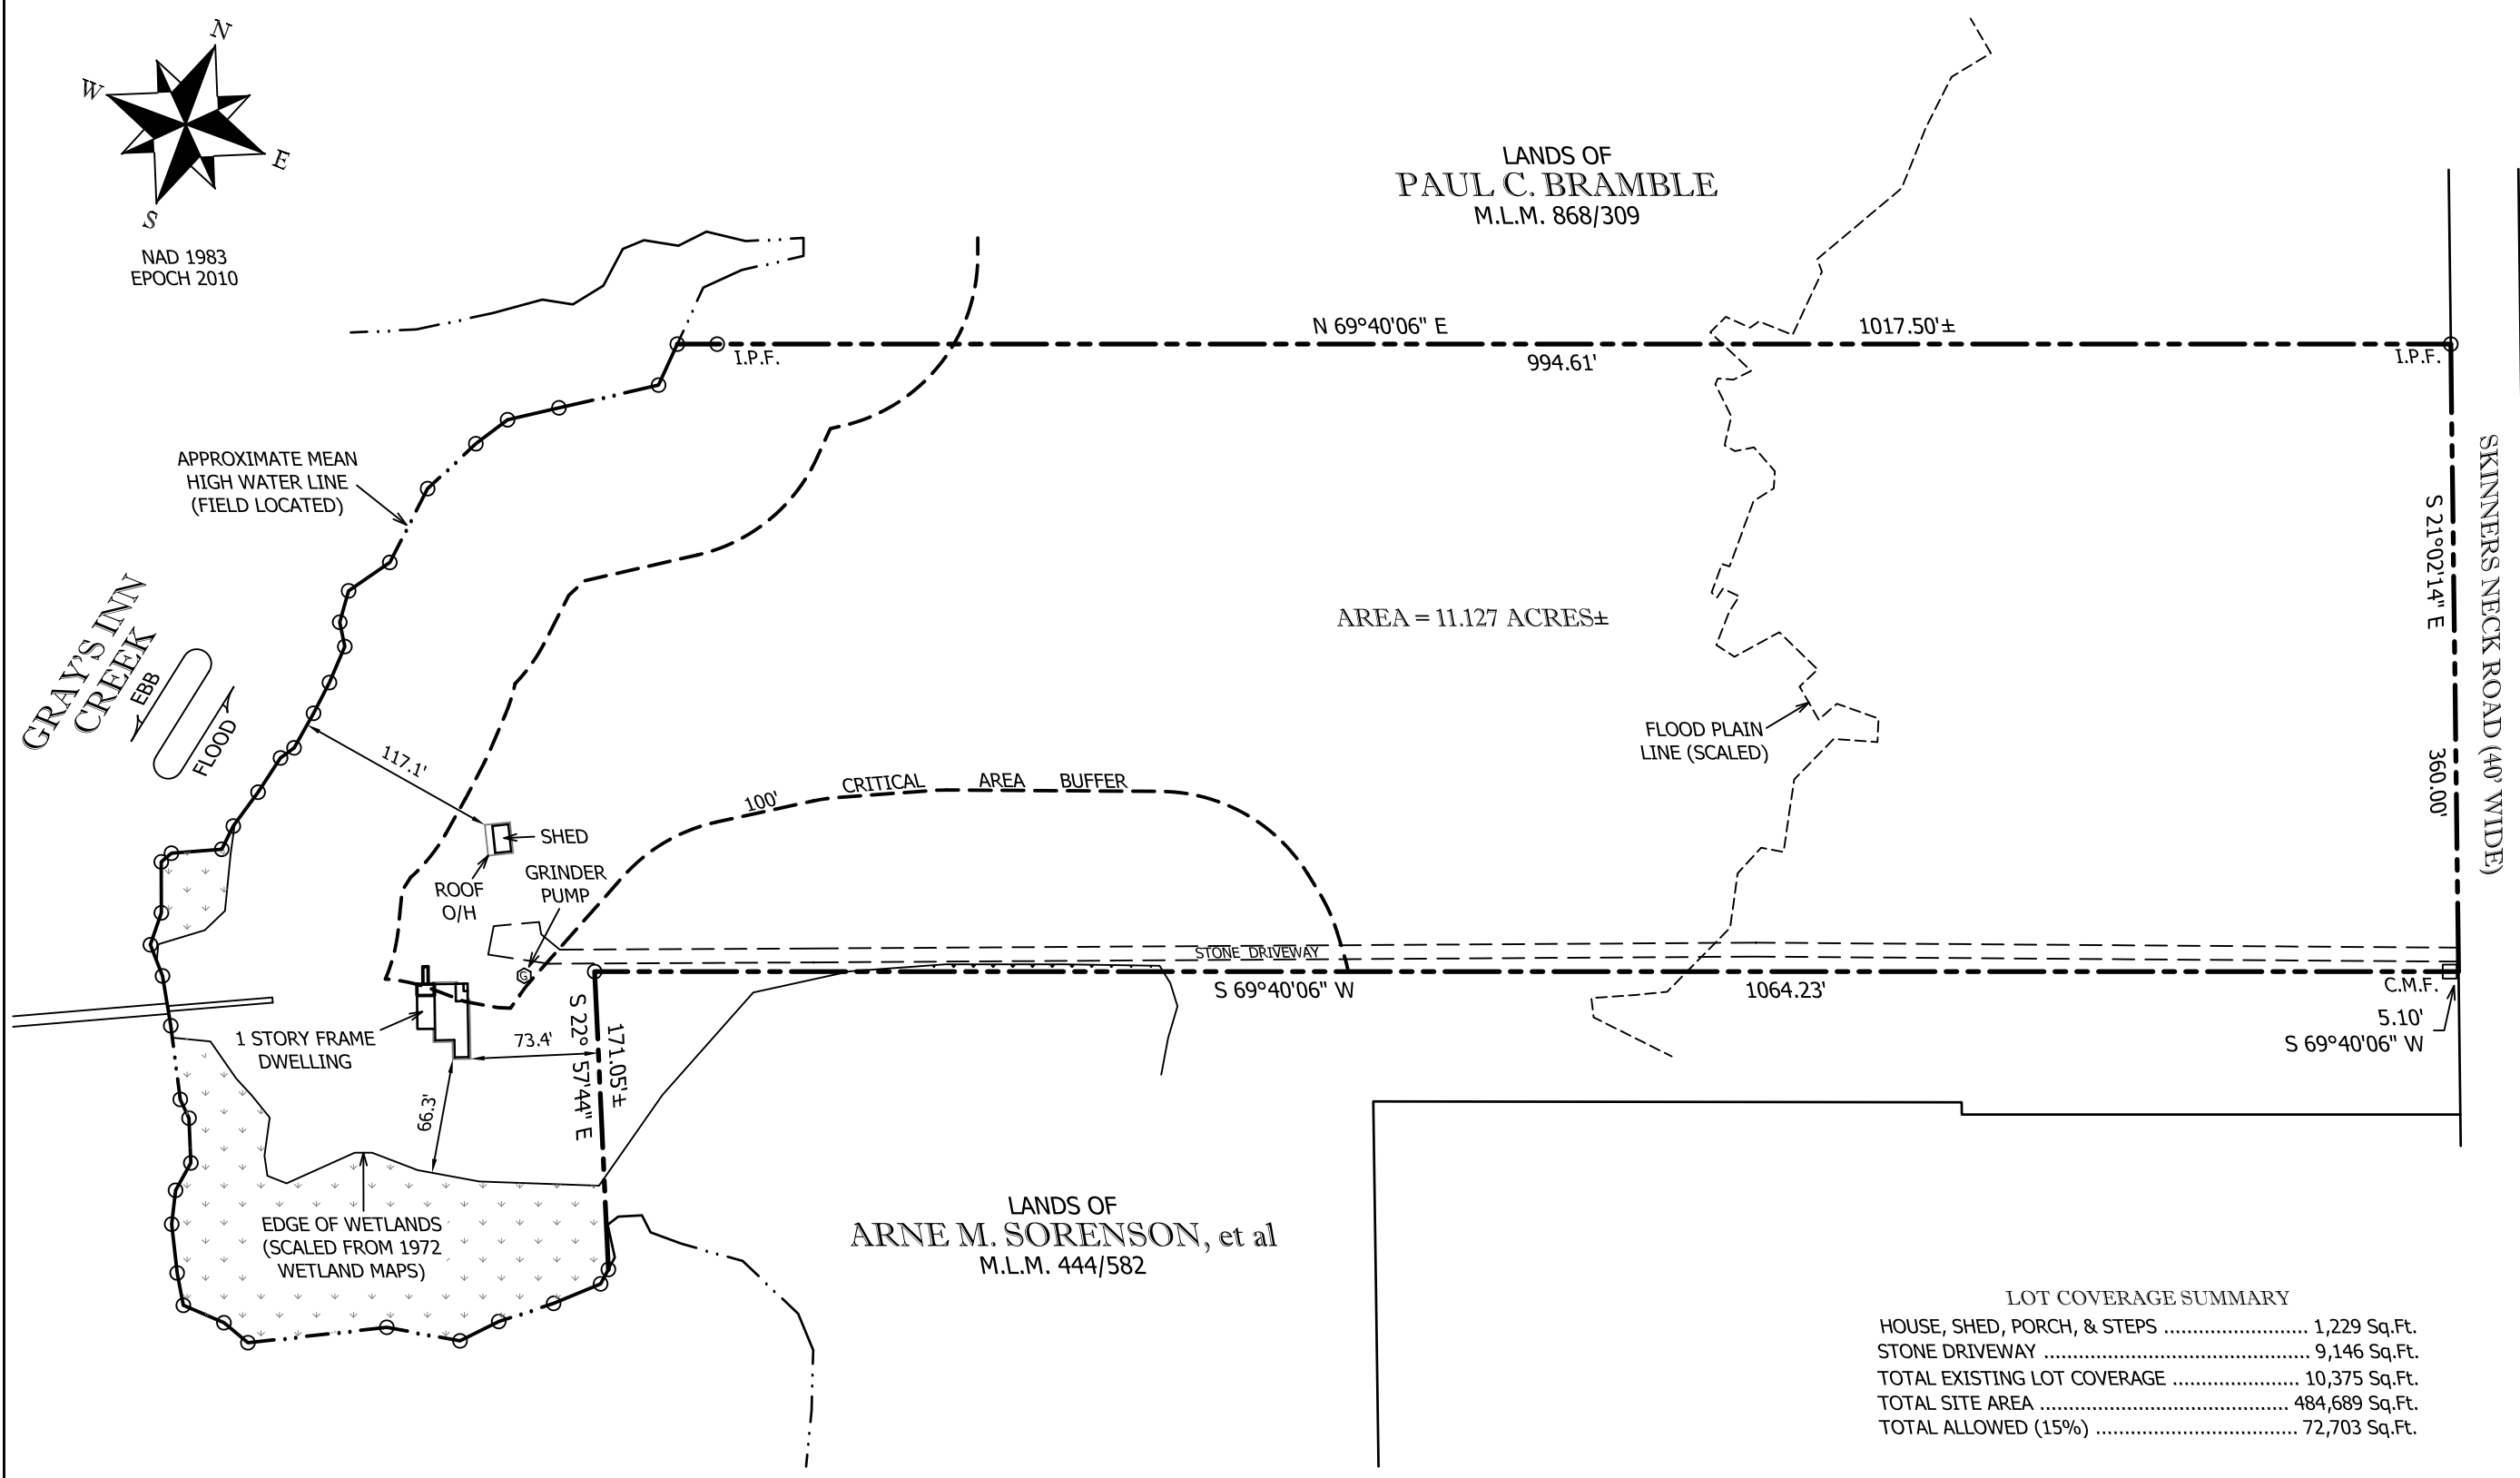 N
W
E
S
NAD 1983
EPOCH 2010
LANDS OF
PAUL C. BRAMBLE
M.L.M. 868/309
N 69°40'06" E
1017.50'±
I.P.F.
994.61'
I.P.F.
APPROXIMATE MEAN
HIGH WATER LINE
(FIELD LOCATED)
SKINNERS NECK ROAD (40' WIDE)
S 21°02'14" E
360.00'
GRAY'S INN
CREEK
EBB
FLOOD
AREA = 11.127 ACRES±
FLOOD PLAIN
LINE (SCALED)
117.1'
100' CRITICAL AREA BUFFER
SHED
ROOF
O/H
GRINDER
PUMP
G
STONE DRIVEWAY
S 69°40'06" W
1064.23'
C.M.F.
5.10'
S 69°40'06" W
1 STORY FRAME
DWELLING
73.4'
S 22° 57'44" E
171.05'±
66.3'
EDGE OF WETLANDS
(SCALED FROM 1972
WETLAND MAPS)
LANDS OF
ARNE M. SORENSON, et al
M.L.M. 444/582
LOT COVERAGE SUMMARY
HOUSE, SHED, PORCH, & STEPS ......................... 1,229 Sq.Ft.
STONE DRIVEWAY .............................................. 9,146 Sq.Ft.
TOTAL EXISTING LOT COVERAGE ...................... 10,375 Sq.Ft.
TOTAL SITE AREA ........................................... 484,689 Sq.Ft.
TOTAL ALLOWED (15%) ................................... 72,703 Sq.Ft.